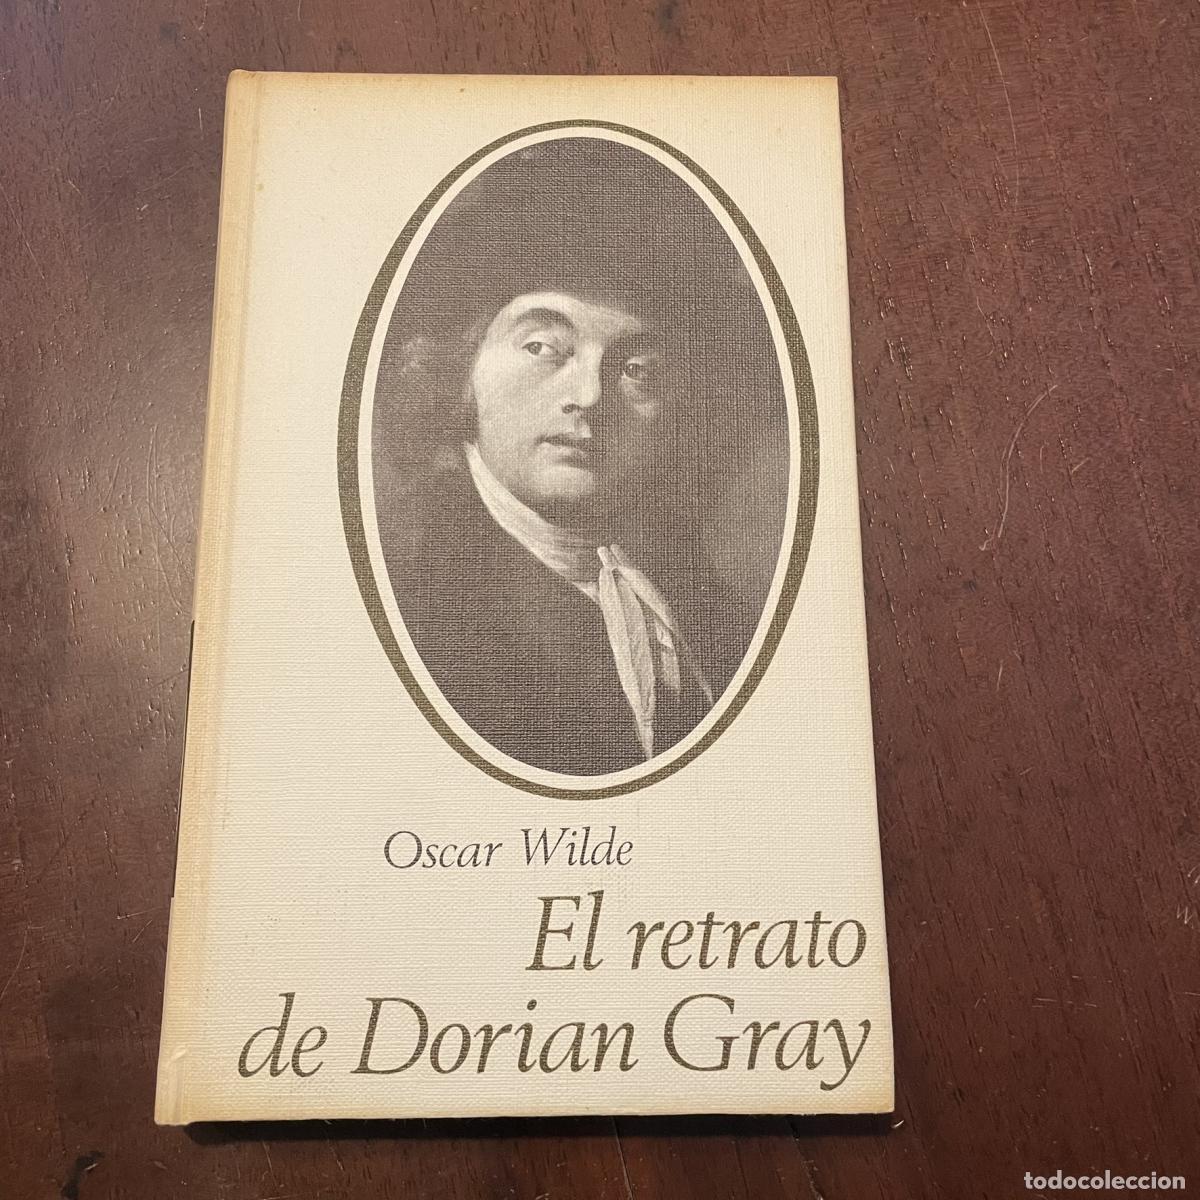 Oscar Wilde
El retrato
de Dorian Gray
todocoleccion